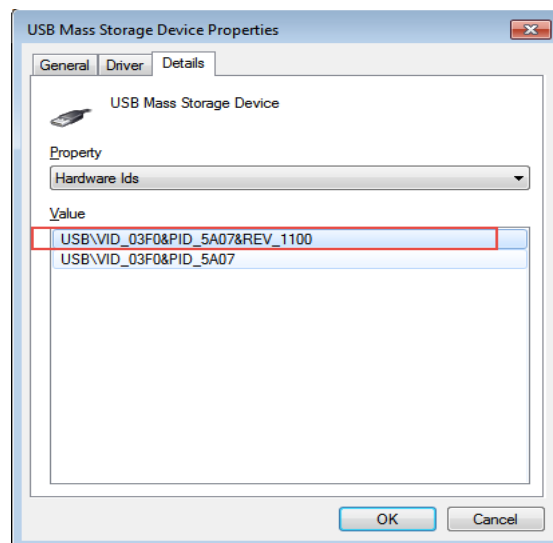 USB Mass Storage Device Properties
General Driver Details
USB Mass Storage Device
Property
Hardware Ids
Value
USB\VID_03F0&PID_5A07&REV_1100
USB\VID_03F0&PID_5A07
OK Cancel